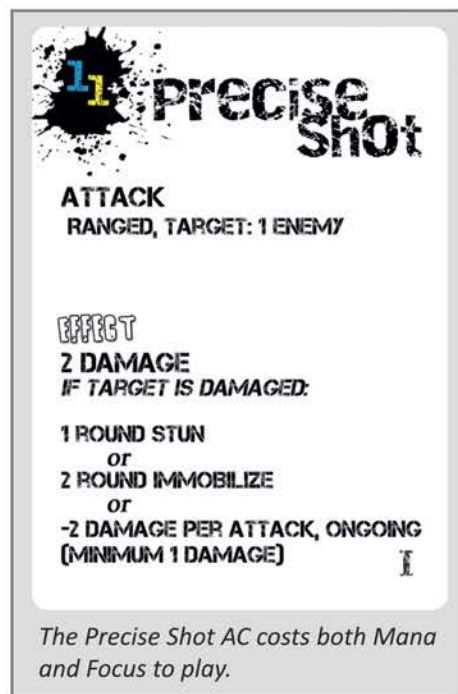 11
Precise
Shot
ATTACK
RANGED, TARGET: 1 ENEMY
EFFECT
2 DAMAGE
IF TARGET IS DAMAGED:
1 ROUND STUN
or
2 ROUND IMMOBILIZE
or
-2 DAMAGE PER ATTACK, ONGOING
(MINIMUM 1 DAMAGE)
I
The Precise Shot AC costs both Mana
and Focus to play.